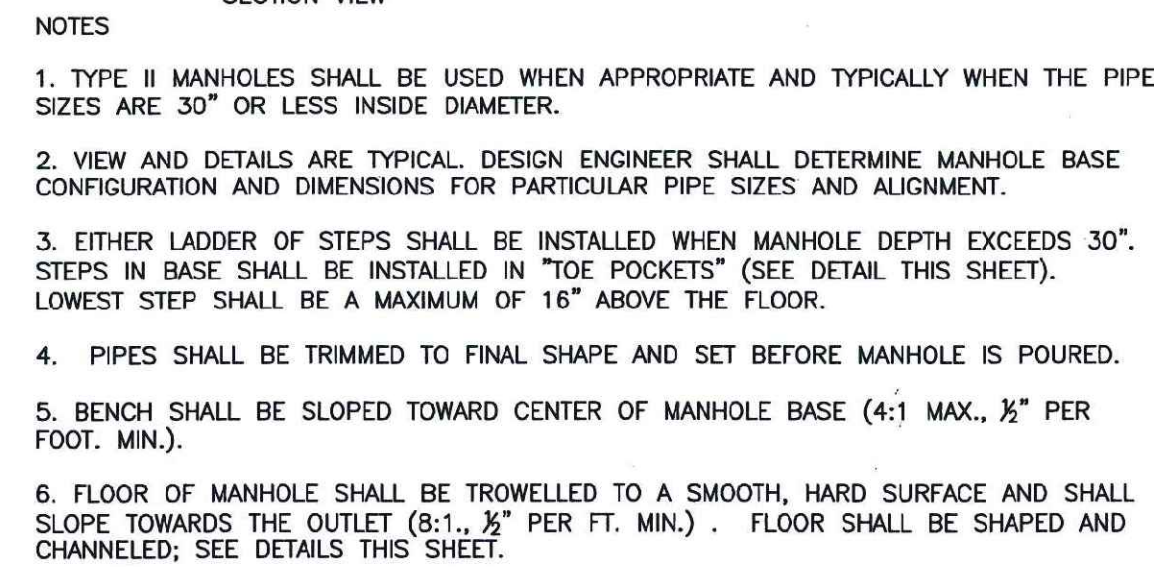 SECTION VIEW
NOTES
1. TYPE II MANHOLES SHALL BE USED WHEN APPROPRIATE AND TYPICALLY WHEN THE PIPE
SIZES ARE 30" OR LESS INSIDE DIAMETER.
2. VIEW AND DETAILS ARE TYPICAL. DESIGN ENGINEER SHALL DETERMINE MANHOLE BASE
CONFIGURATION AND DIMENSIONS FOR PARTICULAR PIPE SIZES AND ALIGNMENT.
3. EITHER LADDER OF STEPS SHALL BE INSTALLED WHEN MANHOLE DEPTH EXCEEDS 30".
STEPS IN BASE SHALL BE INSTALLED IN "TOE POCKETS" (SEE DETAIL THIS SHEET).
LOWEST STEP SHALL BE A MAXIMUM OF 16" ABOVE THE FLOOR.
4. PIPES SHALL BE TRIMMED TO FINAL SHAPE AND SET BEFORE MANHOLE IS POURED.
5. BENCH SHALL BE SLOPED TOWARD CENTER OF MANHOLE BASE (4:1 MAX., ½" PER
FOOT. MIN.).
6. FLOOR OF MANHOLE SHALL BE TROWELLED TO A SMOOTH, HARD SURFACE AND SHALL
SLOPE TOWARDS THE OUTLET (8:1., ½" PER FT. MIN.) . FLOOR SHALL BE SHAPED AND
CHANNELED; SEE DETAILS THIS SHEET.